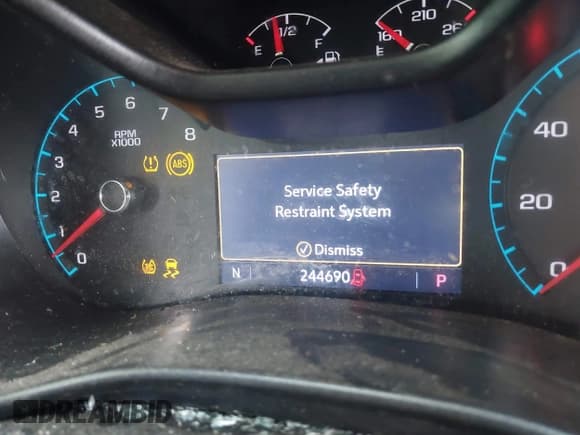 1/2
E F
160 210 260
E
RPM
X1000
0 1 2 3 4 5 6 7 8
ABS
Service Safety
Restraint System
Dismiss
N 244690 P
40
20
0
DREAMBID